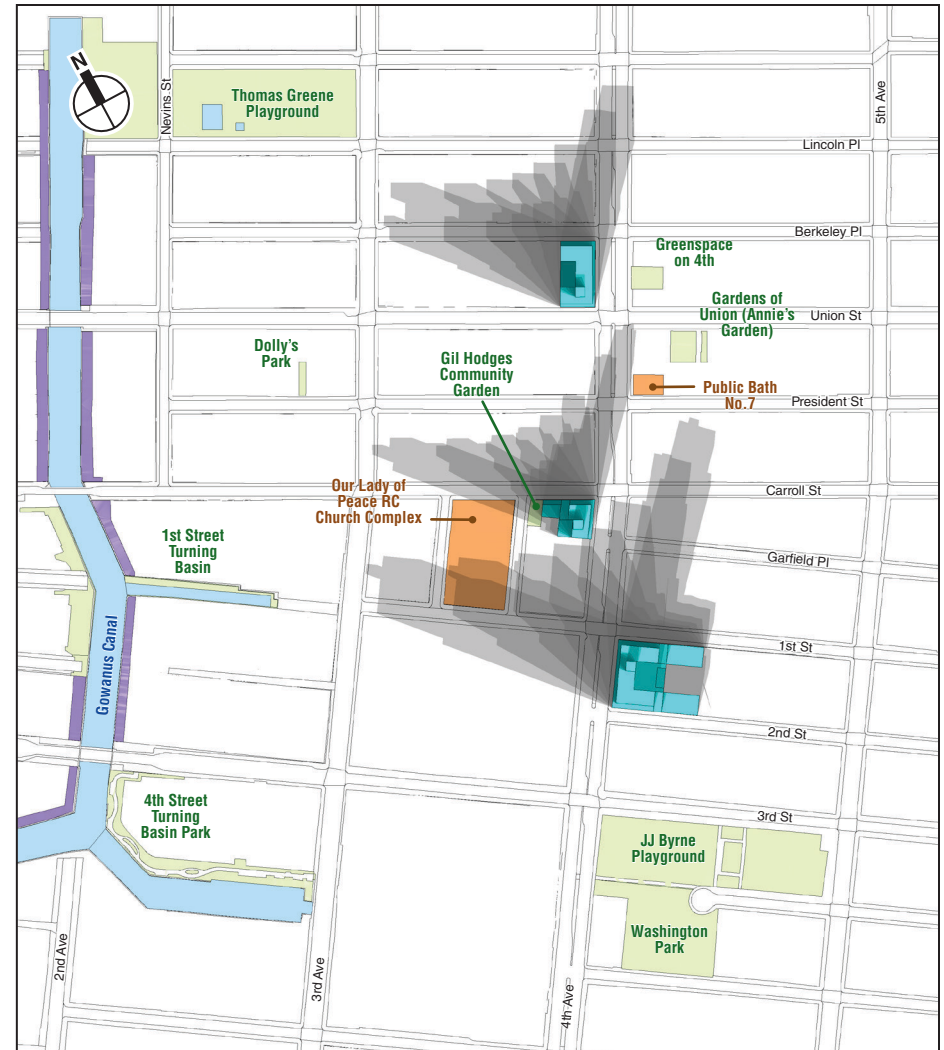 N
Nevins St
Thomas Greene
Playground
5th Ave
Lincoln Pl
Berkeley Pl
Greenspace
on 4th
Gardens of
Union (Annie's
Garden)
Union St
Dolly's
Park
Gil Hodges
Community
Garden
Public Bath
No.7
President St
Our Lady of
Peace RC
Church Complex
Carroll St
1st Street
Turning
Basin
Garfield Pl
Gowanus Canal
1st St
2nd St
4th Street
Turning
Basin Park
3rd St
JJ Byrne
Playground
Washington
Park
2nd Ave
3rd Ave
4th Ave